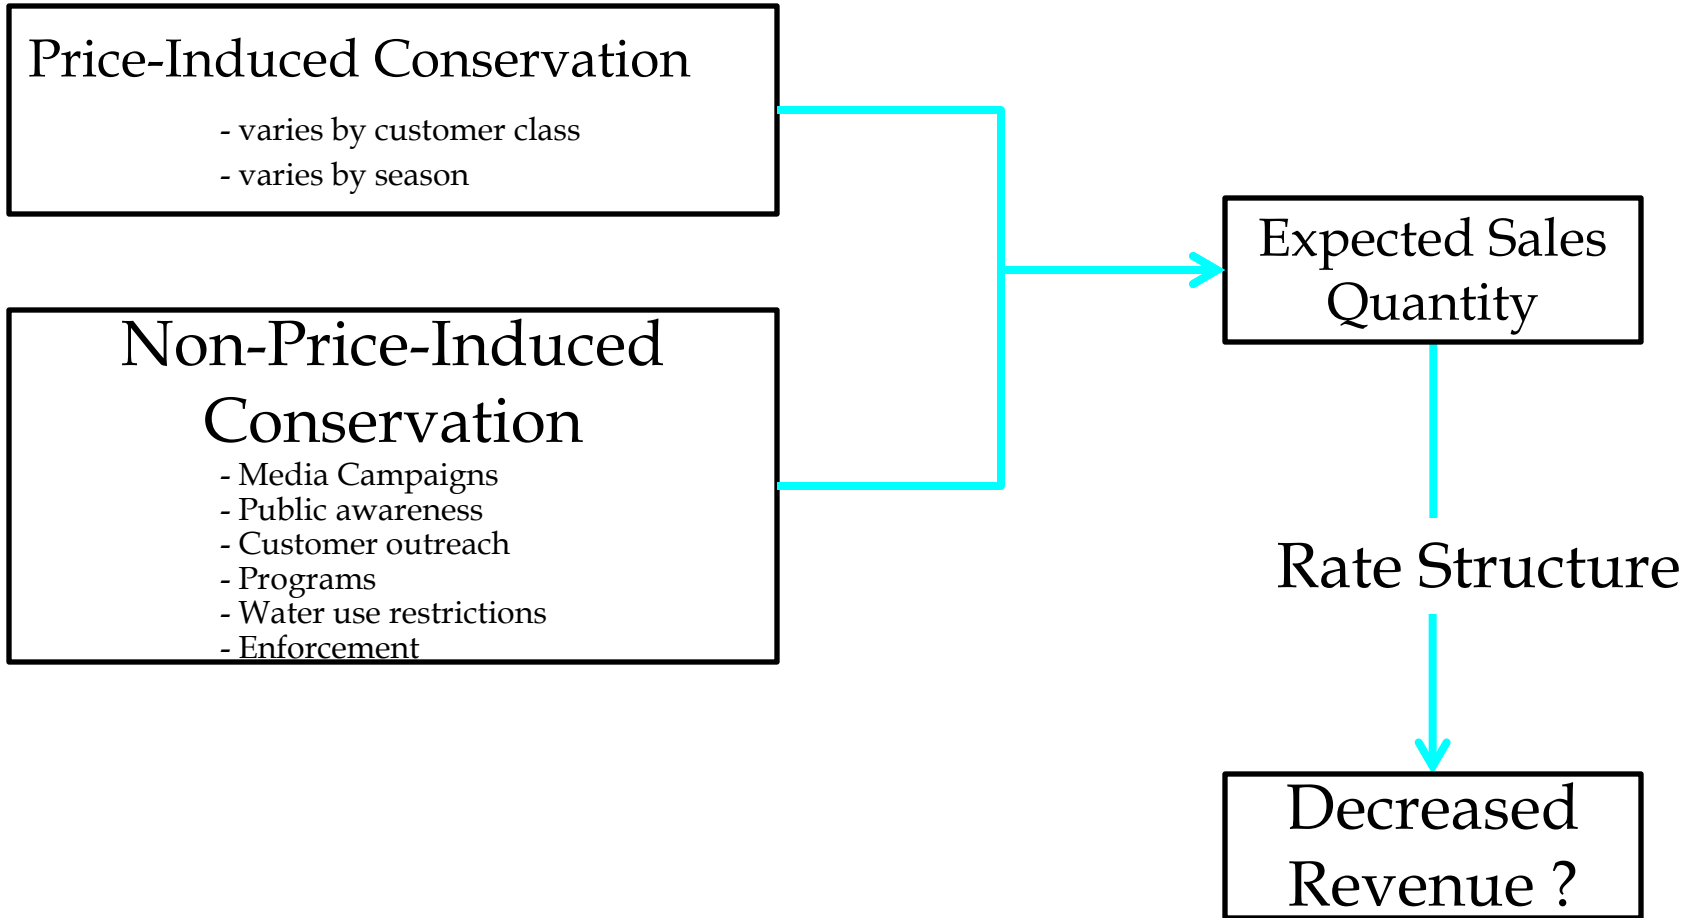 Price-Induced Conservation
- varies by customer class
- varies by season
Non-Price-Induced
Conservation
- Media Campaigns
- Public awareness
- Customer outreach
- Programs
- Water use restrictions
- Enforcement
Expected Sales
Quantity
Rate Structure
Decreased
Revenue ?